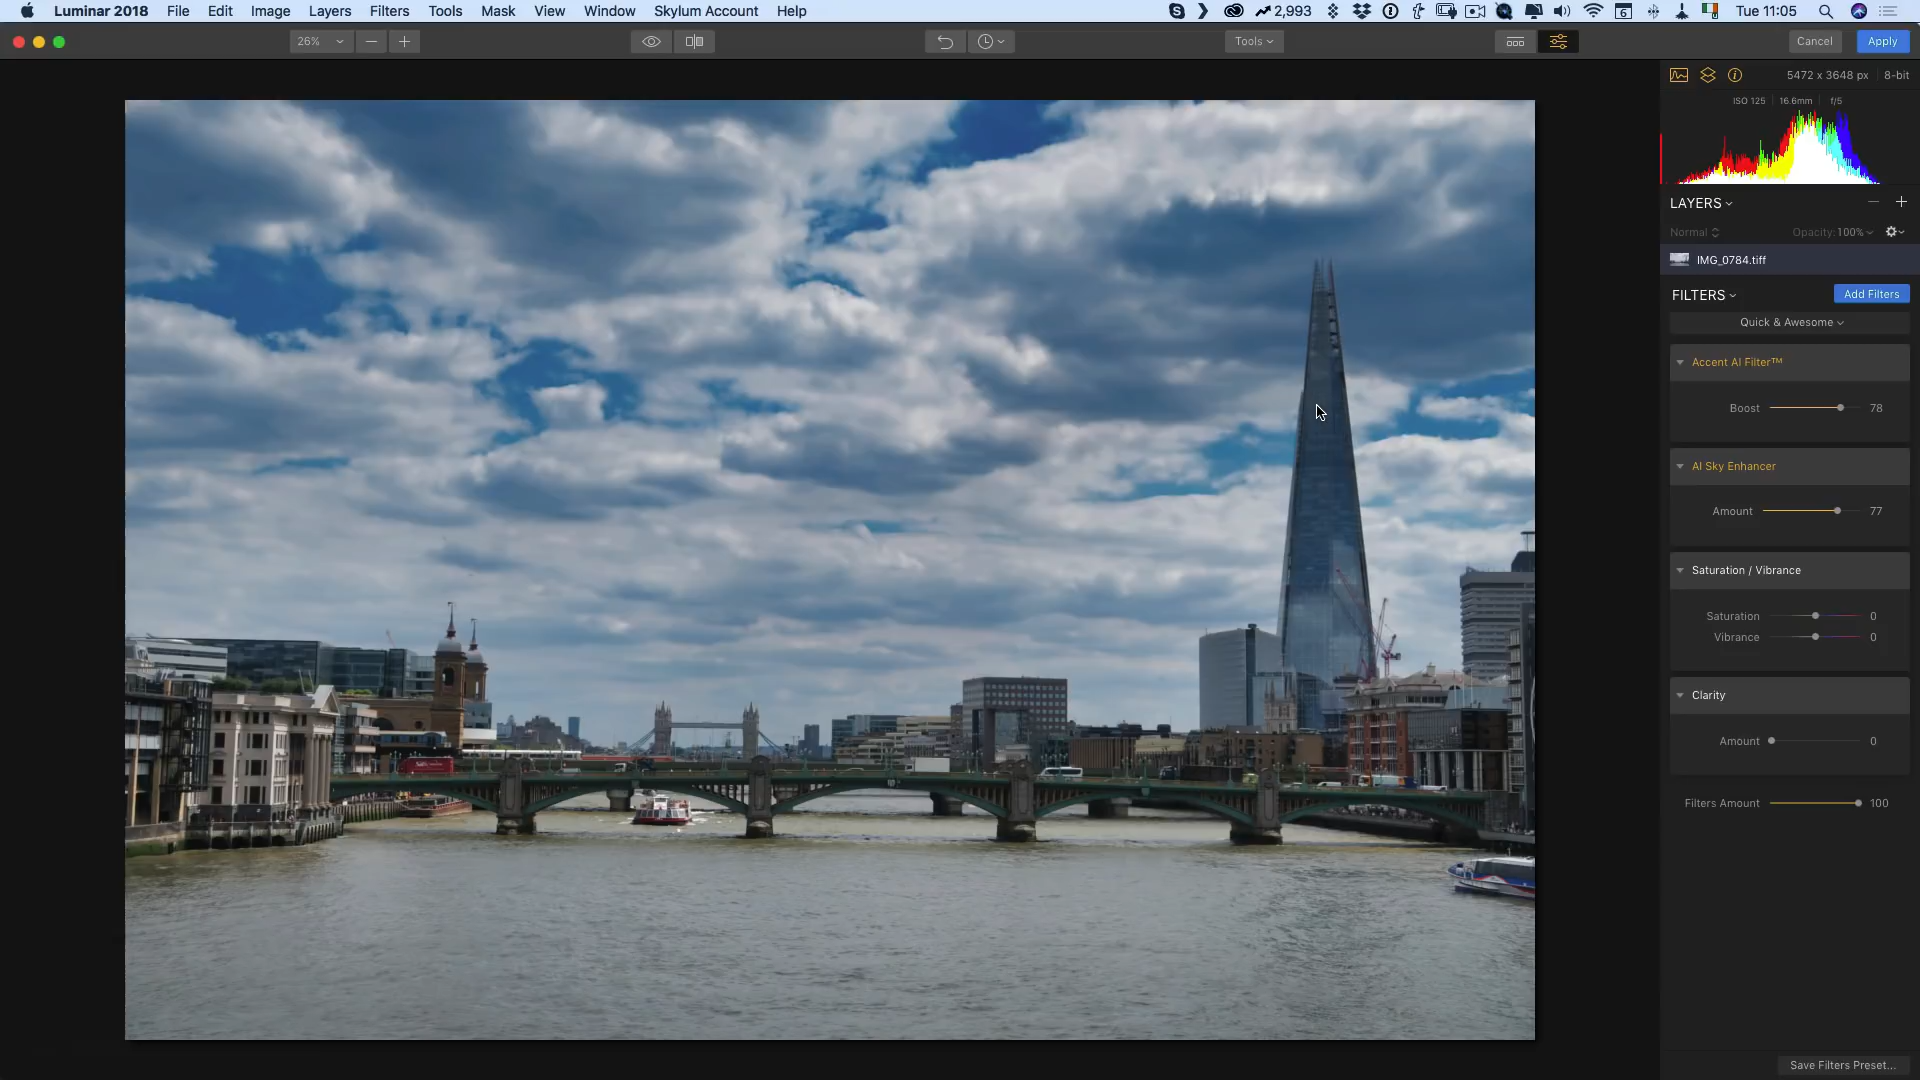 Luminar 2018 File Edit Image Layers Filters Tools Mask View Window Skylum Account Help 2,993 6 Tue 11:05
26% Tools Cancel Apply
5472 x 3648 px 8-bit
ISO 125 16.6mm f/5
LAYERS
Normal Opacity: 100%
IMG_0784.tiff
FILTERS Add Filters
Quick & Awesome
Accent AI Filter™
Boost 78
AI Sky Enhancer
Amount 77
Saturation / Vibrance
Saturation 0
Vibrance 0
Clarity
Amount 0
Filters Amount 100
Save Filters Preset...